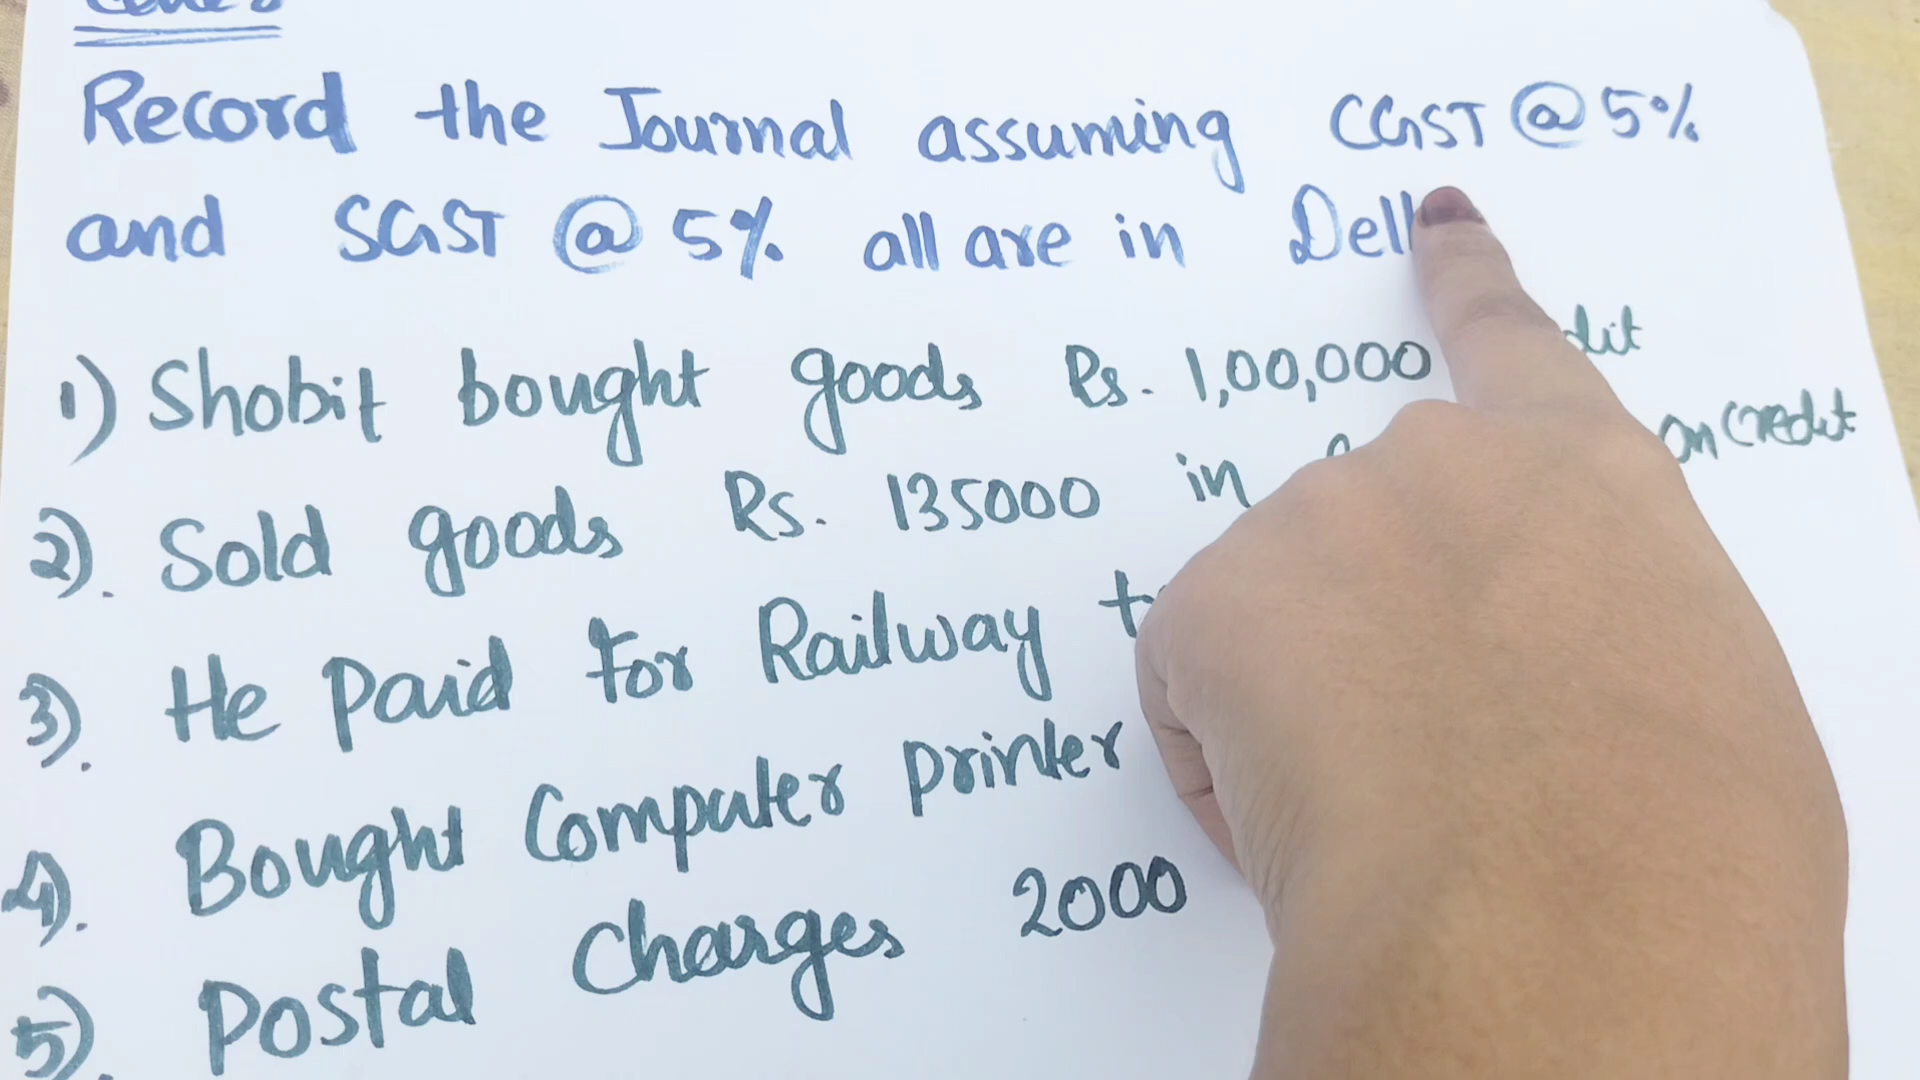 Record the Journal assuming CGST @ 5%
and SGST @ 5% all are in
1) Shobit bought goods Rs. 1,00,000
2). Sold goods Rs. 135000 in on credit
3). He Paid for Railway
4). Bought Computer printer
5). Postal Charges 2000